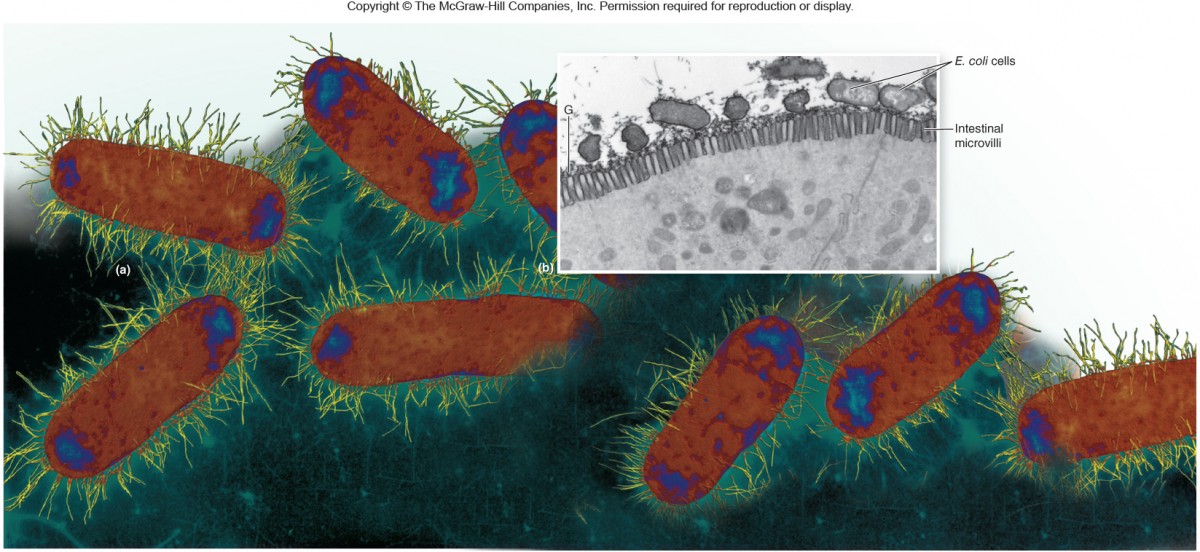 Copyright © The McGraw-Hill Companies, Inc. Permission required for reproduction or display.
E. coli cells
G
Intestinal
microvilli
(a)
(b)